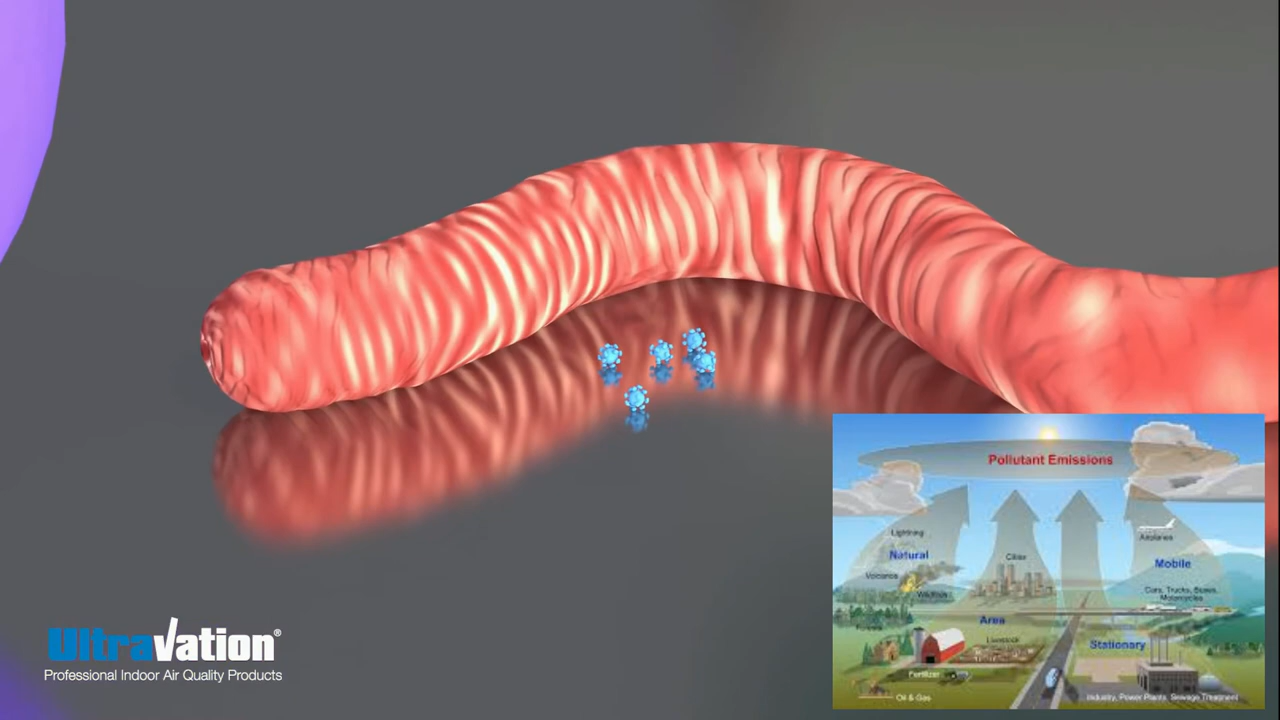 Pollutant Emissions
Lightning
Airplanes
Natural
Cities
Mobile
Volcanos
Wildfires
Cars, Trucks, Buses,
Motorcycles
Area
Livestock
Stationary
Fertilizer
Oil & Gas
Industry, Power Plants, Sewage Treatment
UltraVation®
Professional Indoor Air Quality Products